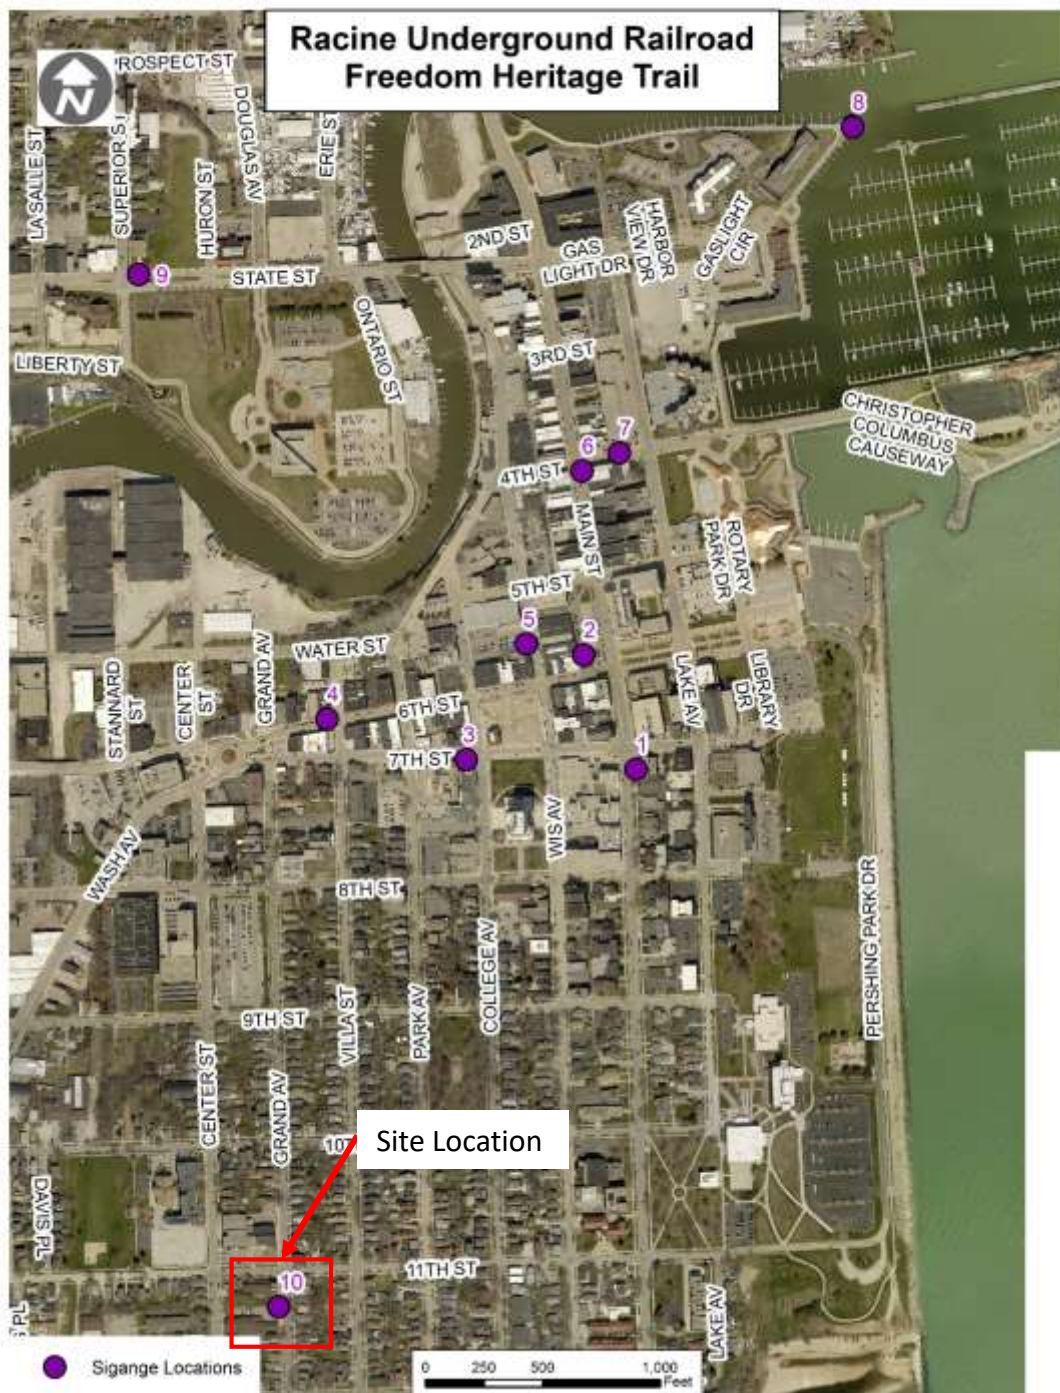 Racine Underground Railroad
Freedom Heritage Trail
N
PROSPECT ST
LA SALLE ST
SUPERIOR S
HURON ST
DOUGLAS AV
ERIE S
8
2ND ST
GAS
LIGHT DR
HARBOR
VIEW DR
GASLIGHT
CIR
9
STATE ST
ONTARIO ST
LIBERTY ST
3RD ST
CHRISTOPHER
COLUMBUS
CAUSEWAY
7
6
4TH ST
MAIN ST
ROTARY
PARK DR
5TH ST
5
2
WATER ST
STANNARD
ST
CENTER
ST
GRAND AV
4
6TH ST
LAKE AV
LIBRARY
DR
3
7TH ST
1
WIS AV
WASH AV
8TH ST
PERSHING PARK DR
COLLEGE AV
PARK AV
VILLA ST
9TH ST
CENTER ST
GRAND AV
10T
Site Location
DAVIS PL
11TH ST
10
S PL
LAKE AV
Sigange Locations
0 250 500 1,000
Feet